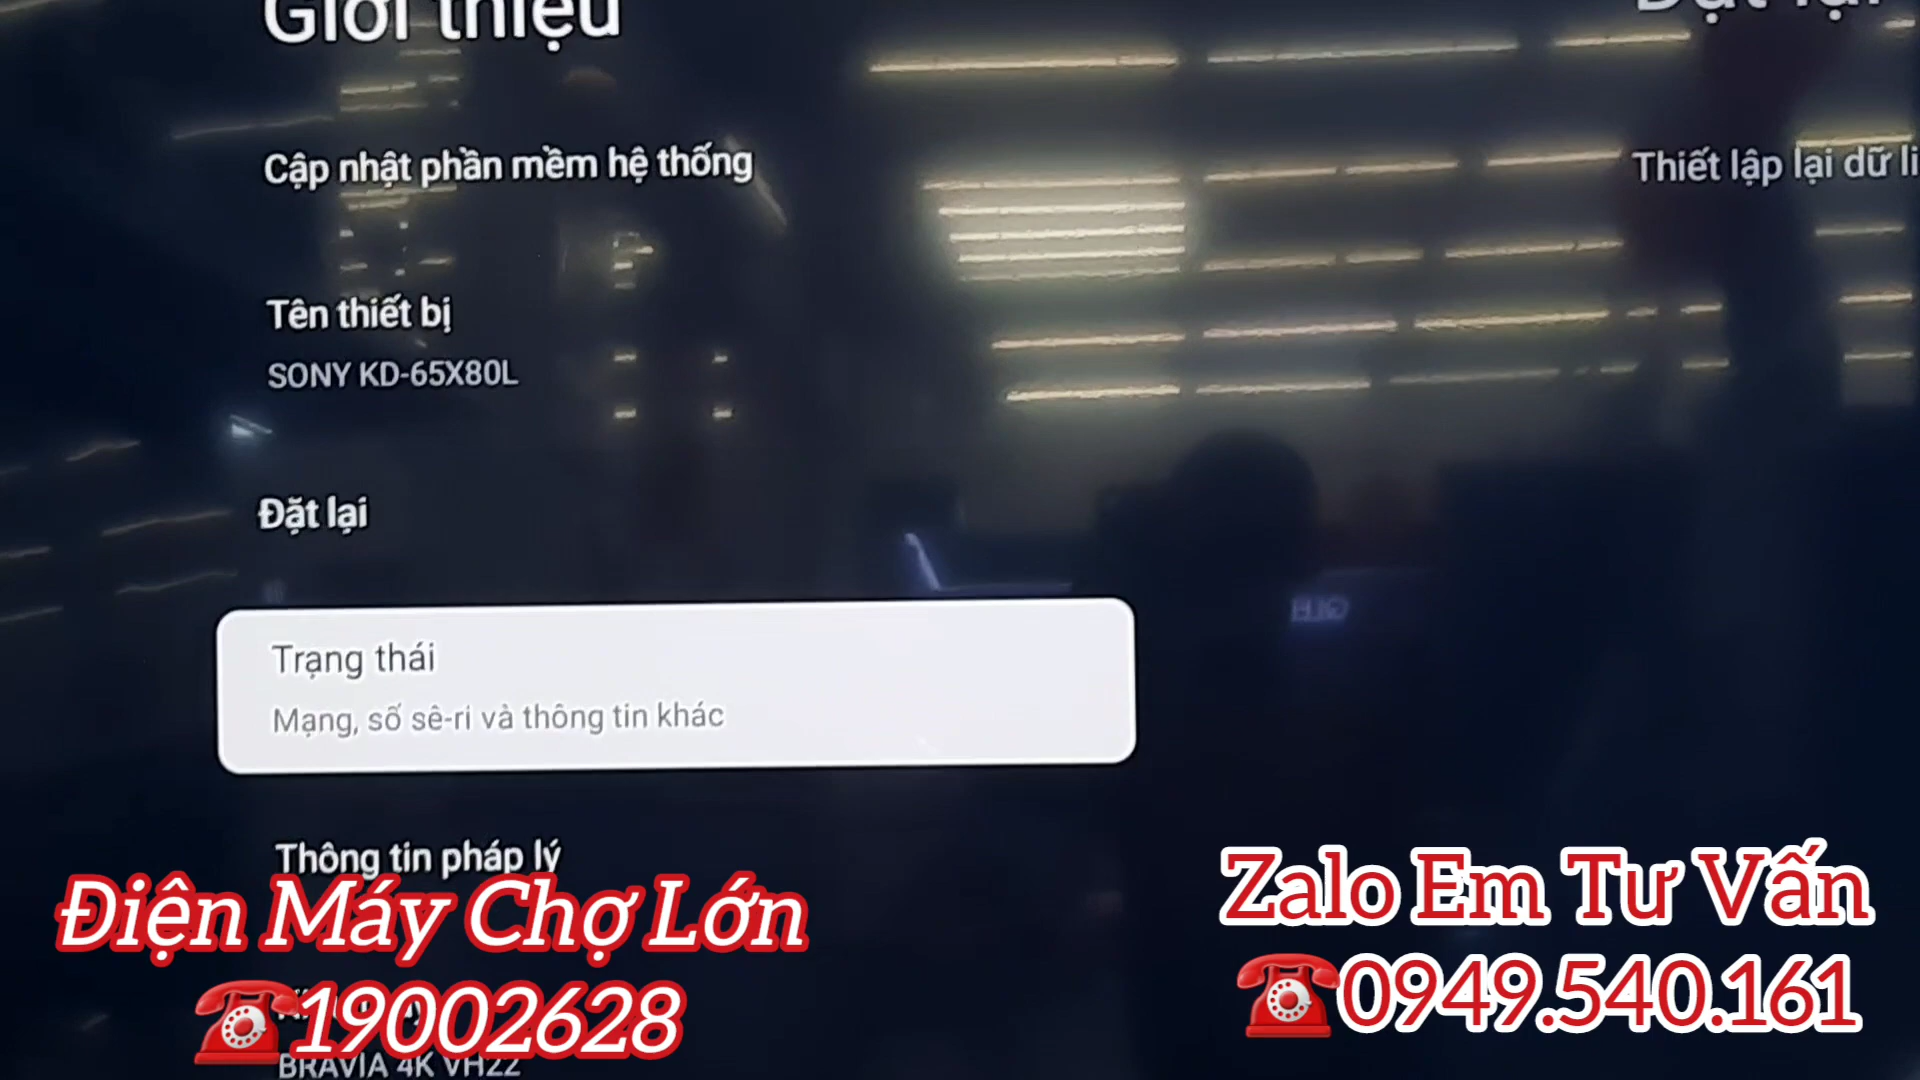 Giới thiệu
Cập nhật phần mềm hệ thống
Tên thiết bị
SONY KD-65X80L
Đặt lại
Trạng thái
Mạng, số sê-ri và thông tin khác
Thông tin pháp lý
BRAVIA 4K VH22
Đặt lại
Thiết lập lại dữ li
Điện Máy Chợ Lớn
☎19002628
Zalo Em Tư Vấn
☎0949.540.161